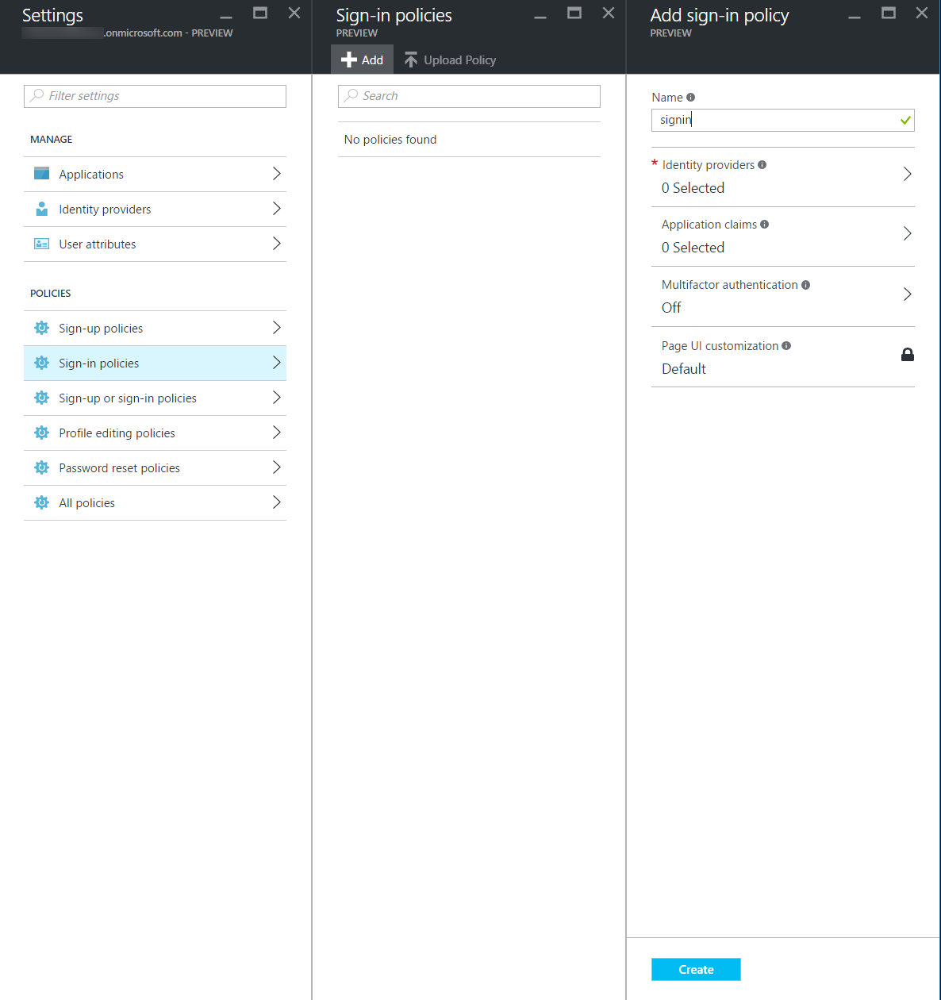 Settings
.onmicrosoft.com - PREVIEW
Filter settings
MANAGE
Applications
Identity providers
User attributes
POLICIES
Sign-up policies
Sign-in policies
Sign-up or sign-in policies
Profile editing policies
Password reset policies
All policies
Sign-in policies
PREVIEW
Add
Upload Policy
Search
No policies found
Add sign-in policy
PREVIEW
Name
signin
* Identity providers
0 Selected
Application claims
0 Selected
Multifactor authentication
Off
Page UI customization
Default
Create